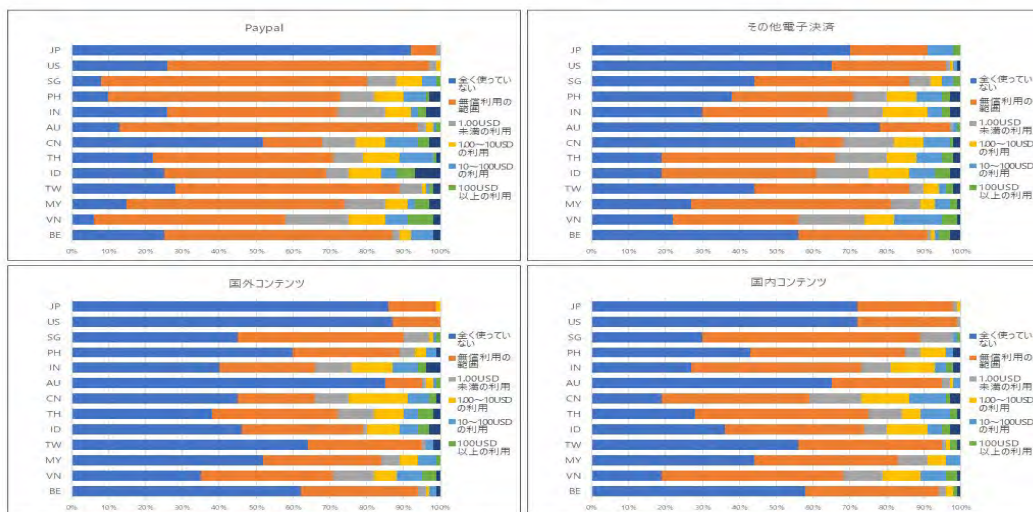 Paypal
JP
US
SG
PH
IN
AU
CN
TH
ID
TW
MY
VN
BE
0% 10% 20% 30% 40% 50% 60% 70% 80% 90% 100%
全く使っていない
無償利用の範囲
1.00USD未満の利用
1.00～10USDの利用
10～100USDの利用
100USD以上の利用
その他電子決済
JP
US
SG
PH
IN
AU
CN
TH
ID
TW
MY
VN
BE
0% 10% 20% 30% 40% 50% 60% 70% 80% 90% 100%
全く使っていない
無償利用の範囲
1.00USD未満の利用
1.00～10USDの利用
10～100USDの利用
100USD以上の利用
国外コンテンツ
JP
US
SG
PH
IN
AU
CN
TH
ID
TW
MY
VN
BE
0% 10% 20% 30% 40% 50% 60% 70% 80% 90% 100%
全く使っていない
無償利用の範囲
1.00USD未満の利用
1.00～10USDの利用
10～100USDの利用
100USD以上の利用
国内コンテンツ
JP
US
SG
PH
IN
AU
CN
TH
ID
TW
MY
VN
BE
0% 10% 20% 30% 40% 50% 60% 70% 80% 90% 100%
全く使っていない
無償利用の範囲
1.00USD未満の利用
1.00～10USDの利用
10～100USDの利用
100USD以上の利用